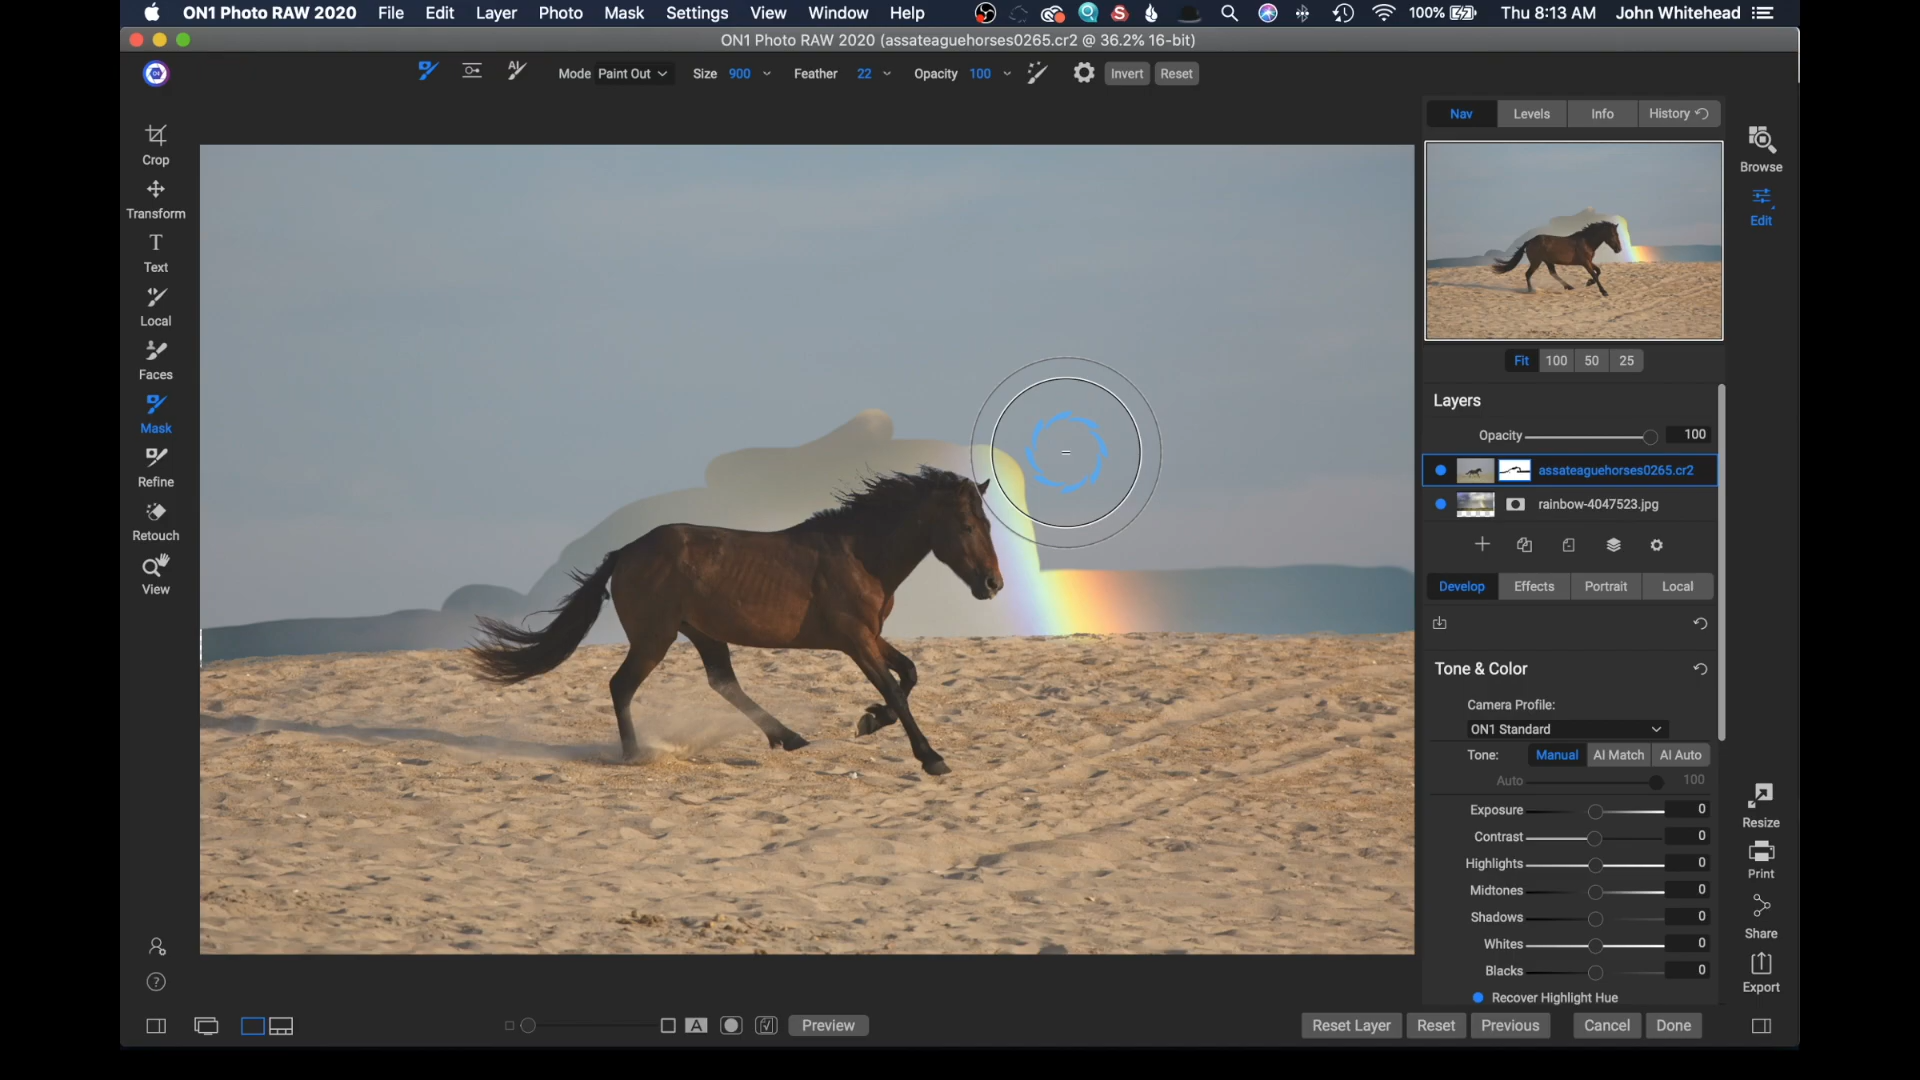 ON1 Photo RAW 2020 File Edit Layer Photo Mask Settings View Window Help 100% Thu 8:13 AM John Whitehead
ON1 Photo RAW 2020 (assateaguehorses0265.cr2 @ 36.2% 16-bit)
Mode Paint Out Size 900 Feather 22 Opacity 100 Invert Reset
Crop
Transform
Text
Local
Faces
Mask
Refine
Retouch
View
Nav Levels Info History
Fit 100 50 25
Layers
Opacity 100
assateaguehorses0265.cr2
rainbow-4047523.jpg
Develop Effects Portrait Local
Tone & Color
Camera Profile:
ON1 Standard
Tone: Manual AI Match AI Auto
Auto 100
Exposure 0
Contrast 0
Highlights 0
Midtones 0
Shadows 0
Whites 0
Blacks 0
Recover Highlight Hue
Browse
Edit
Resize
Print
Share
Export
A Preview Reset Layer Reset Previous Cancel Done